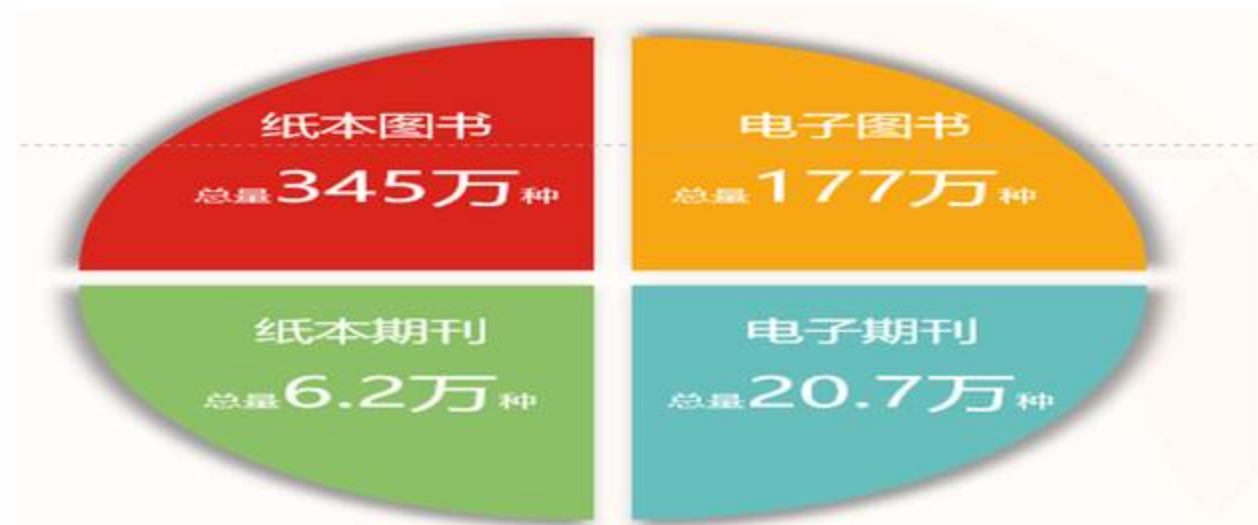 纸本图书
总量345万种
电子图书
总量177万种
纸本期刊
总量6.2万种
电子期刊
总量20.7万种